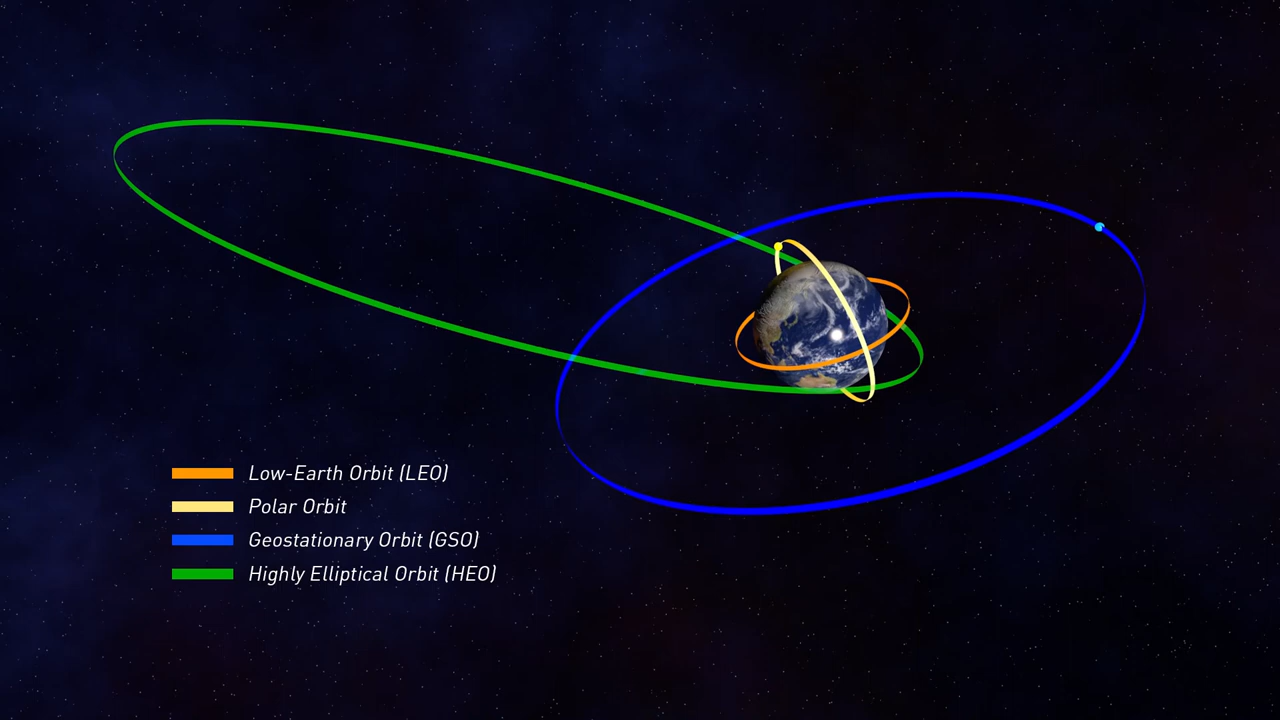 Low-Earth Orbit (LEO)
Polar Orbit
Geostationary Orbit (GSO)
Highly Elliptical Orbit (HEO)